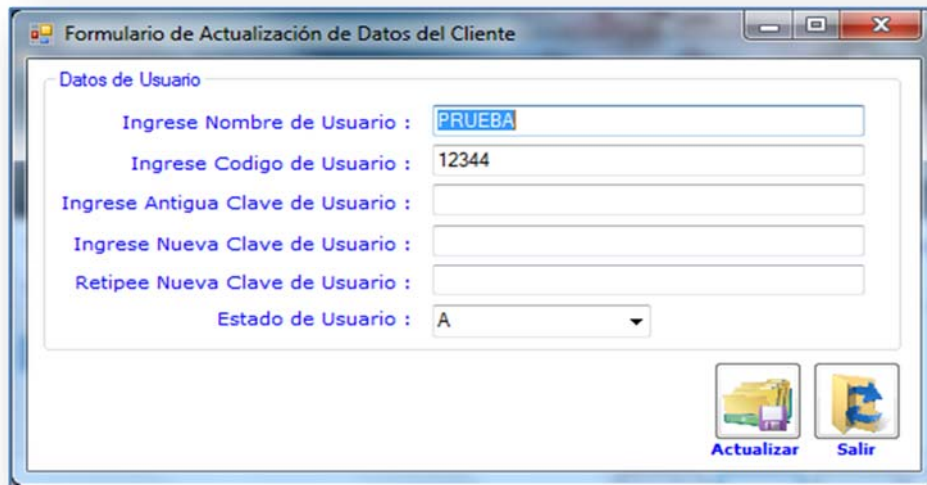 Formulario de Actualización de Datos del Cliente
Datos de Usuario
Ingrese Nombre de Usuario : PRUEBA
Ingrese Codigo de Usuario : 12344
Ingrese Antigua Clave de Usuario :
Ingrese Nueva Clave de Usuario :
Retipee Nueva Clave de Usuario :
Estado de Usuario : A
Actualizar Salir